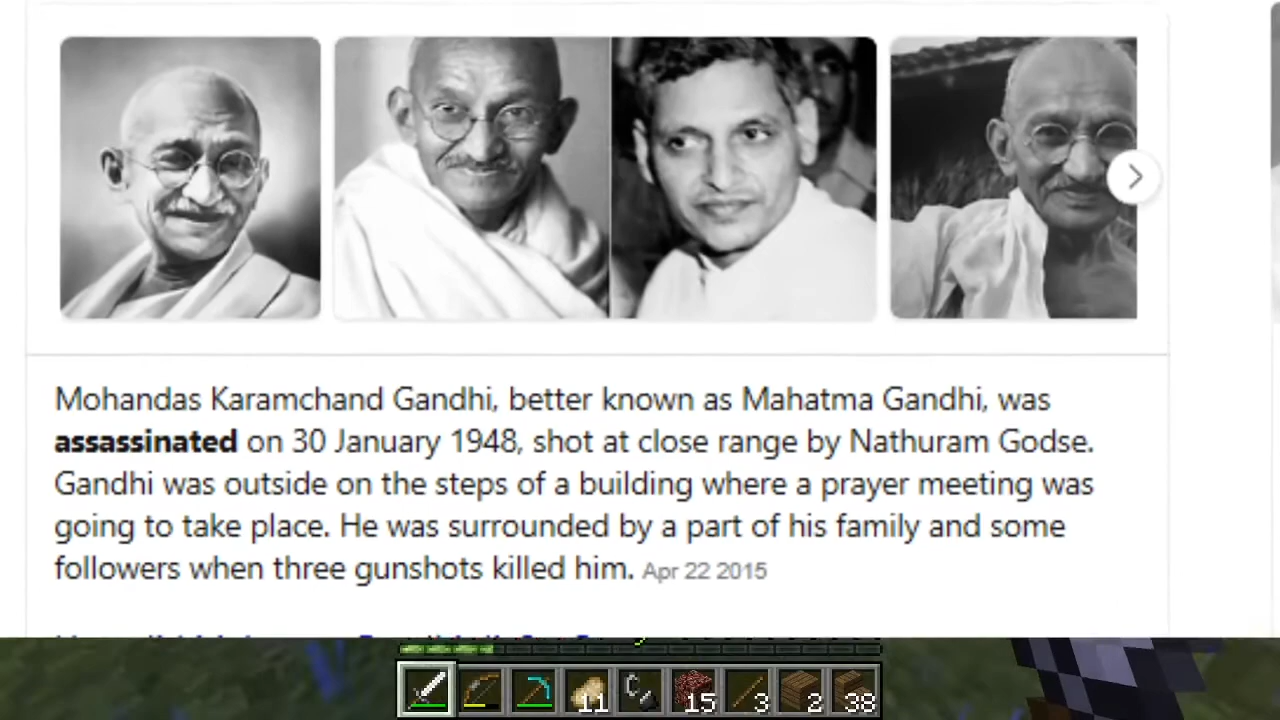 Mohandas Karamchand Gandhi, better known as Mahatma Gandhi, was
assassinated on 30 January 1948, shot at close range by Nathuram Godse.
Gandhi was outside on the steps of a building where a prayer meeting was
going to take place. He was surrounded by a part of his family and some
followers when three gunshots killed him. Apr 22 2015
11 15 3 2 38